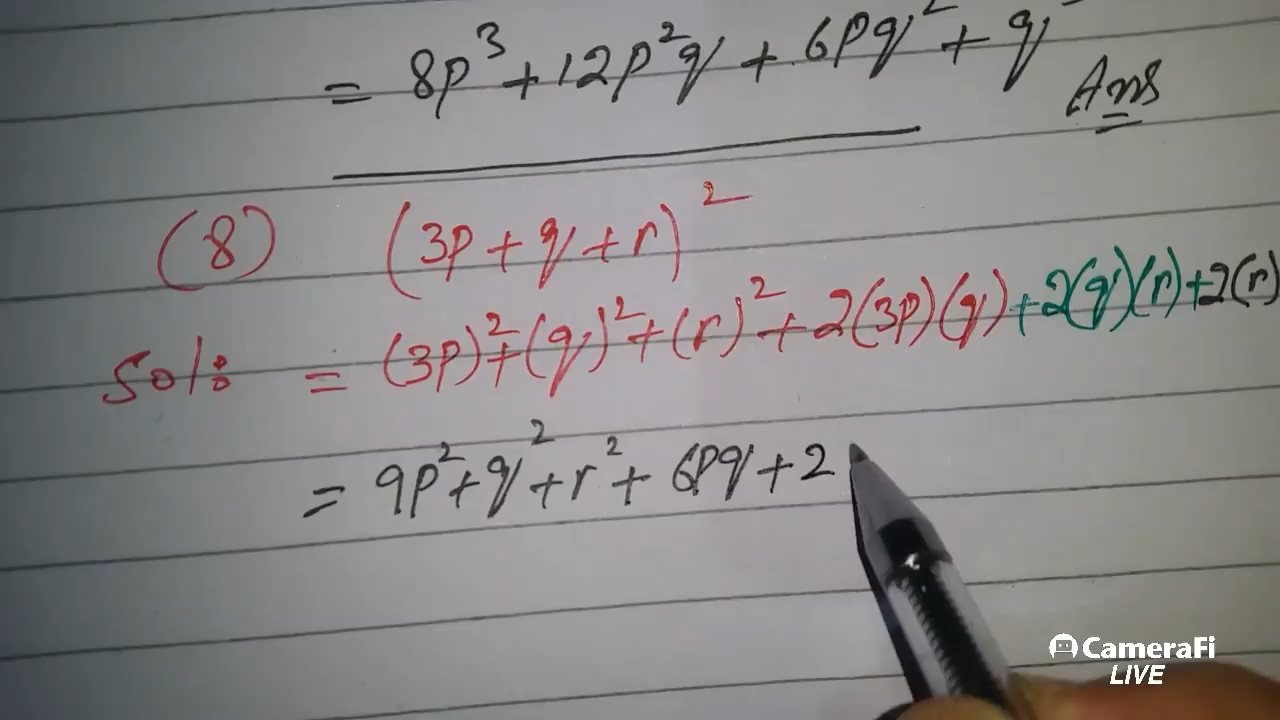 = 8p³ + 12p²q + 6pq² + q
Ans
(8) (3p + q + r)²
Sol: = (3p)² + (q)² + (r)² + 2(3p)(q) + 2(q)(r) + 2(r)
= 9p² + q² + r² + 6pq + 2
CameraFi
LIVE